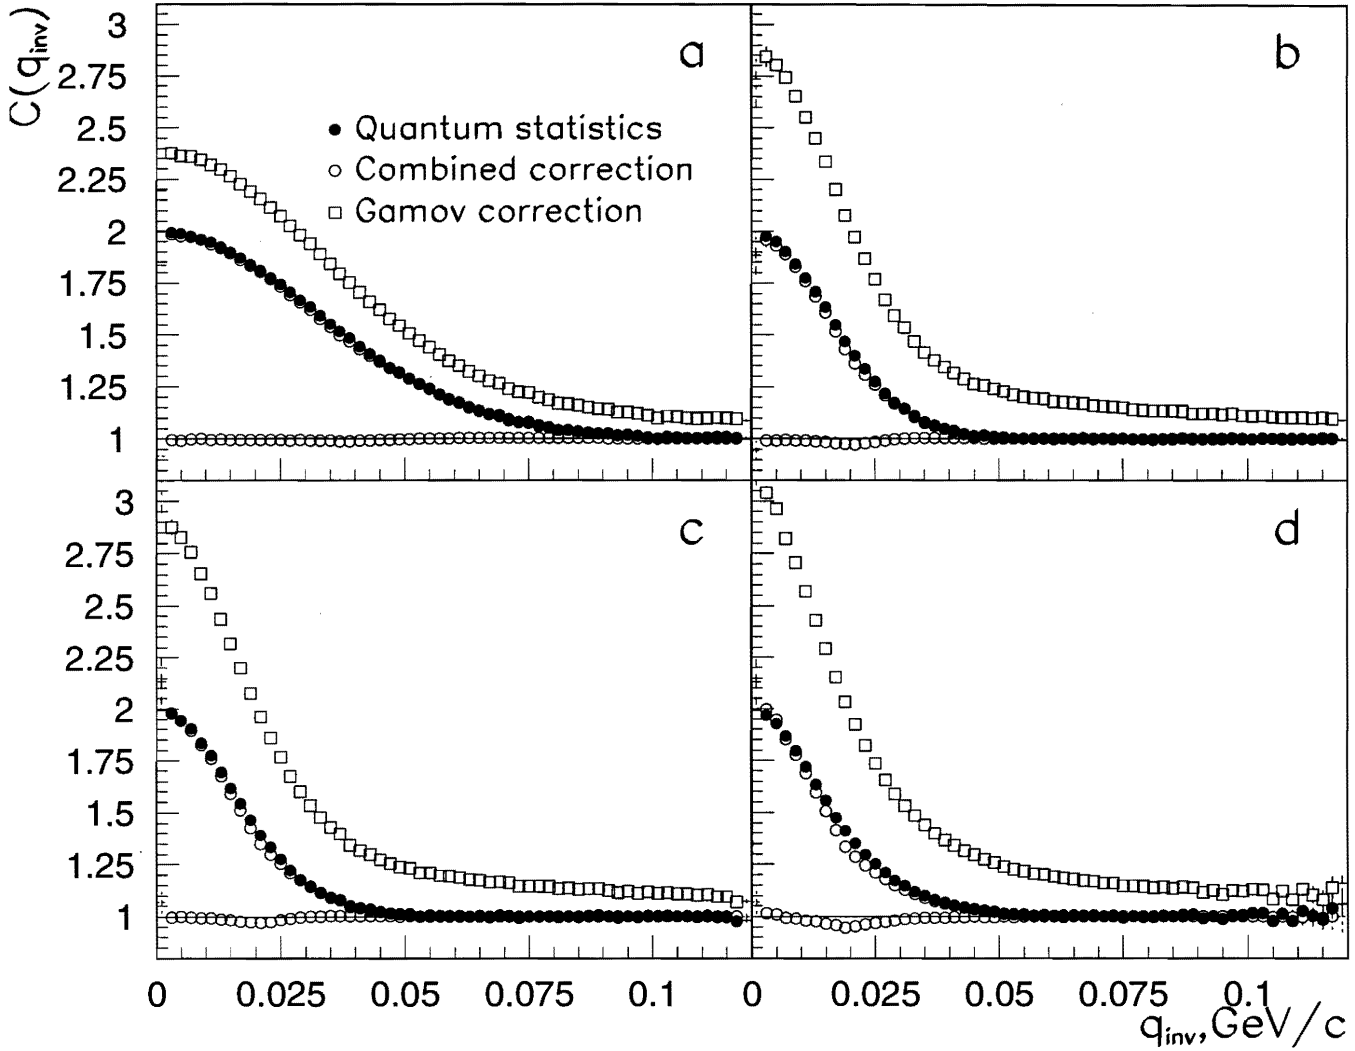 C(q_inv)
3
2.75
2.5
2.25
2
1.75
1.5
1.25
1
a
● Quantum statistics
○ Combined correction
□ Gamov correction
b
3
2.75
2.5
2.25
2
1.75
1.5
1.25
1
c
d
0 0.025 0.05 0.075 0.1 0 0.025 0.05 0.075 0.1
q_inv, GeV/c